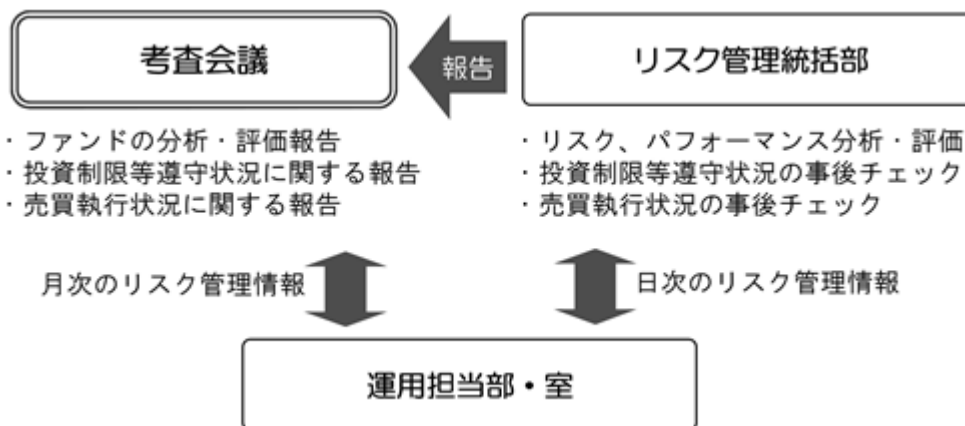 考査会議
報告
リスク管理統括部
・ファンドの分析・評価報告
・投資制限等遵守状況に関する報告
・売買執行状況に関する報告
・リスク、パフォーマンス分析・評価
・投資制限等遵守状況の事後チェック
・売買執行状況の事後チェック
月次のリスク管理情報
日次のリスク管理情報
運用担当部・室